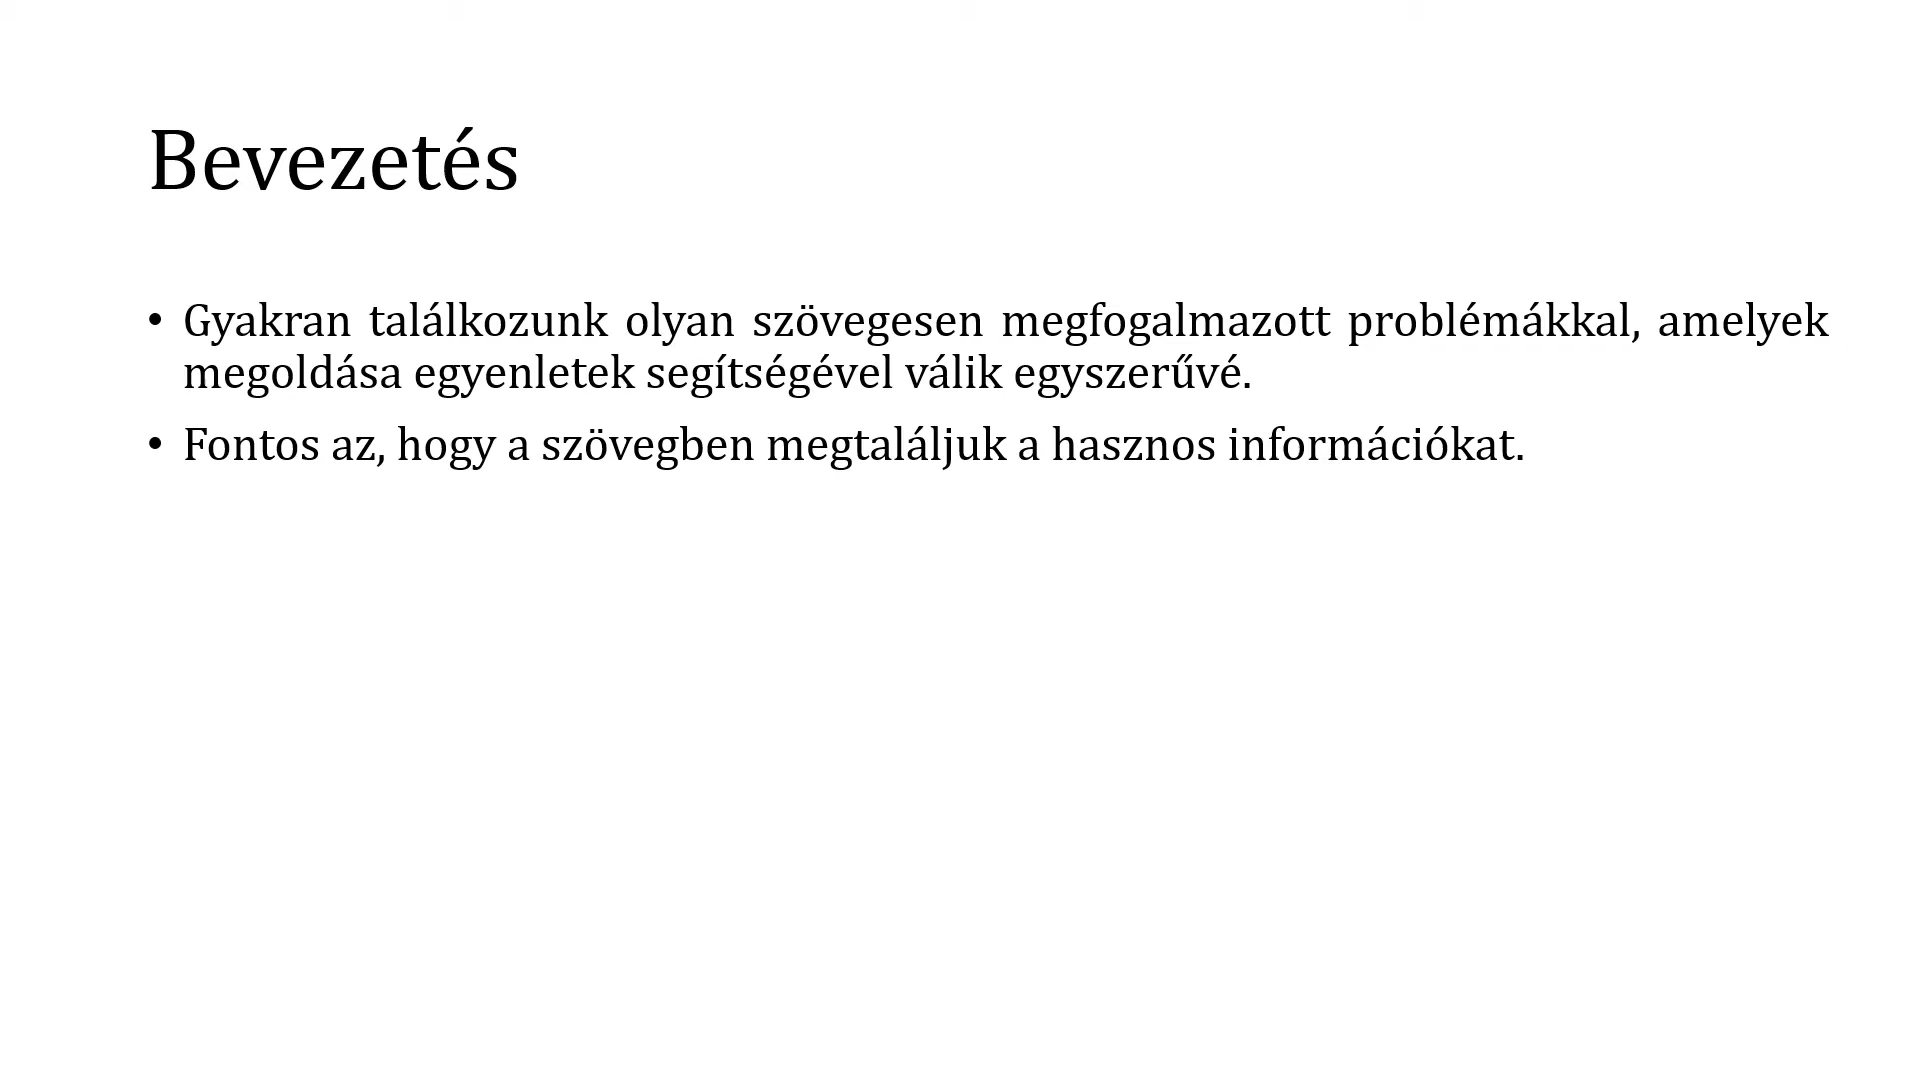 Bevezetés
• Gyakran találkozunk olyan szövegesen megfogalmazott problémákkal, amelyek
megoldása egyenletek segítségével válik egyszerűvé.
• Fontos az, hogy a szövegben megtaláljuk a hasznos információkat.